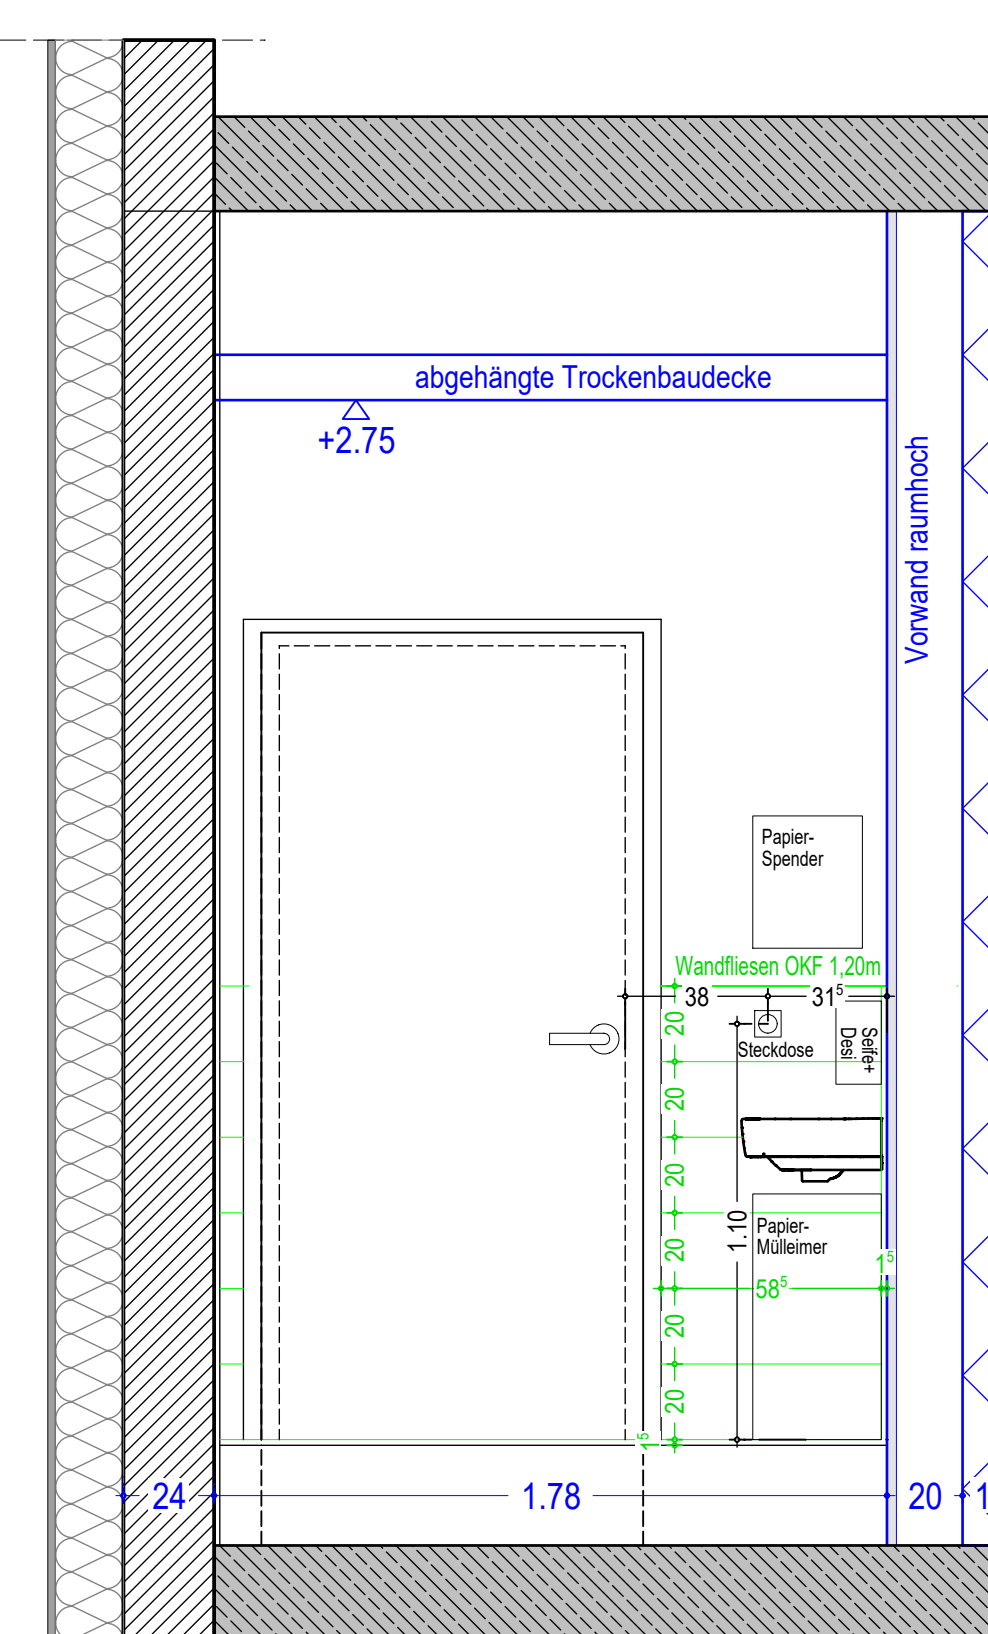 abgehängte Trockenbaudecke
+2.75
Vorwand raumhoch
Papier-
Spender
Wandfliesen OKF 1,20m
38
31⁵
20
Steckdose
Seife+
Desi
20
20
1.10
Papier-
Mülleimer
20
1⁵
58⁵
20
20
1⁵
24
1.78
20